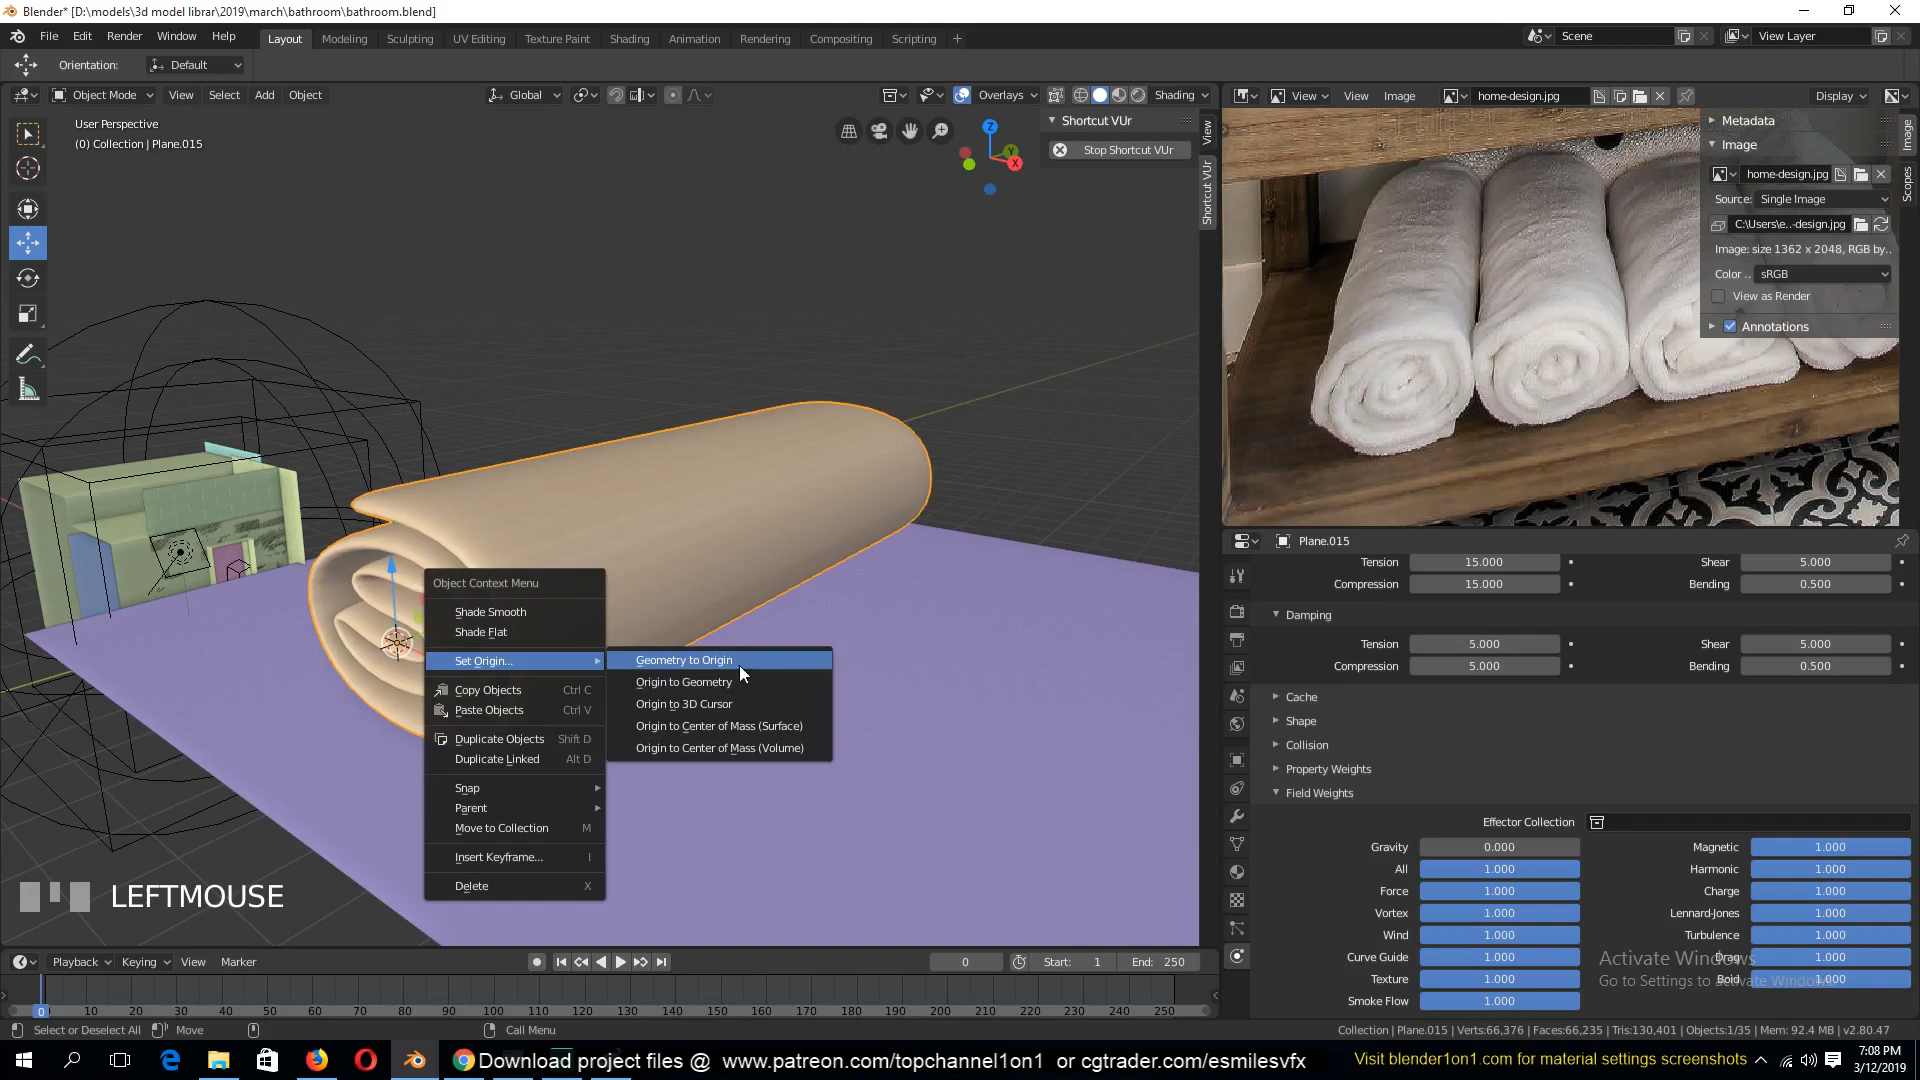 Blender* [D:\models\3d model librar\2019\march\bathroom\bathroom.blend]
File Edit Render Window Help
Layout Modeling Sculpting UV Editing Texture Paint Shading Animation Rendering Compositing Scripting +
Scene View Layer
Orientation: Default
Object Mode View Select Add Object Global Overlays Shading
View View Image home-design.jpg Display
User Perspective
(0) Collection | Plane.015
Shortcut VUr
Stop Shortcut VUr
View
Shortcut VUr
Z
Y
X
Metadata
Image
home-design.jpg
Source: Single Image
C:\Users\e..-design.jpg
Image: size 1362 x 2048, RGB by..
Color .. sRGB
View as Render
Annotations
Image
Scopes
Object Context Menu
Shade Smooth
Shade Flat
Set Origin...
Copy Objects Ctrl C
Paste Objects Ctrl V
Duplicate Objects Shift D
Duplicate Linked Alt D
Snap
Parent
Move to Collection M
Insert Keyframe... I
Delete X
Geometry to Origin
Origin to Geometry
Origin to 3D Cursor
Origin to Center of Mass (Surface)
Origin to Center of Mass (Volume)
LEFTMOUSE
Plane.015
Tension 15.000 Shear 5.000
Compression 15.000 Bending 0.500
Damping
Tension 5.000 Shear 5.000
Compression 5.000 Bending 0.500
Cache
Shape
Collision
Property Weights
Field Weights
Effector Collection
Gravity 0.000 Magnetic 1.000
All 1.000 Harmonic 1.000
Force 1.000 Charge 1.000
Vortex 1.000 Lennard-Jones 1.000
Wind 1.000 Turbulence 1.000
Curve Guide 1.000 Drag 1.000
Texture 1.000 Boid 1.000
Smoke Flow 1.000
Activate Windows
Go to Settings to activate Windows.
Playback Keying View Marker 0 Start: 1 End: 250
0 10 20 30 40 50 60 70 80 90 100 110 120 130 140 150 160 170 180 190 200 210 220 230 240 250
Select or Deselect All Move Call Menu
Collection | Plane.015 | Verts:66,376 | Faces:66,235 | Tris:130,401 | Objects:1/35 | Mem: 92.4 MB | v2.80.47
Download project files @ www.patreon.com/topchannel1on1 or cgtrader.com/esmilesvfx
Visit blender1on1.com for material settings screenshots
7:08 PM
3/12/2019